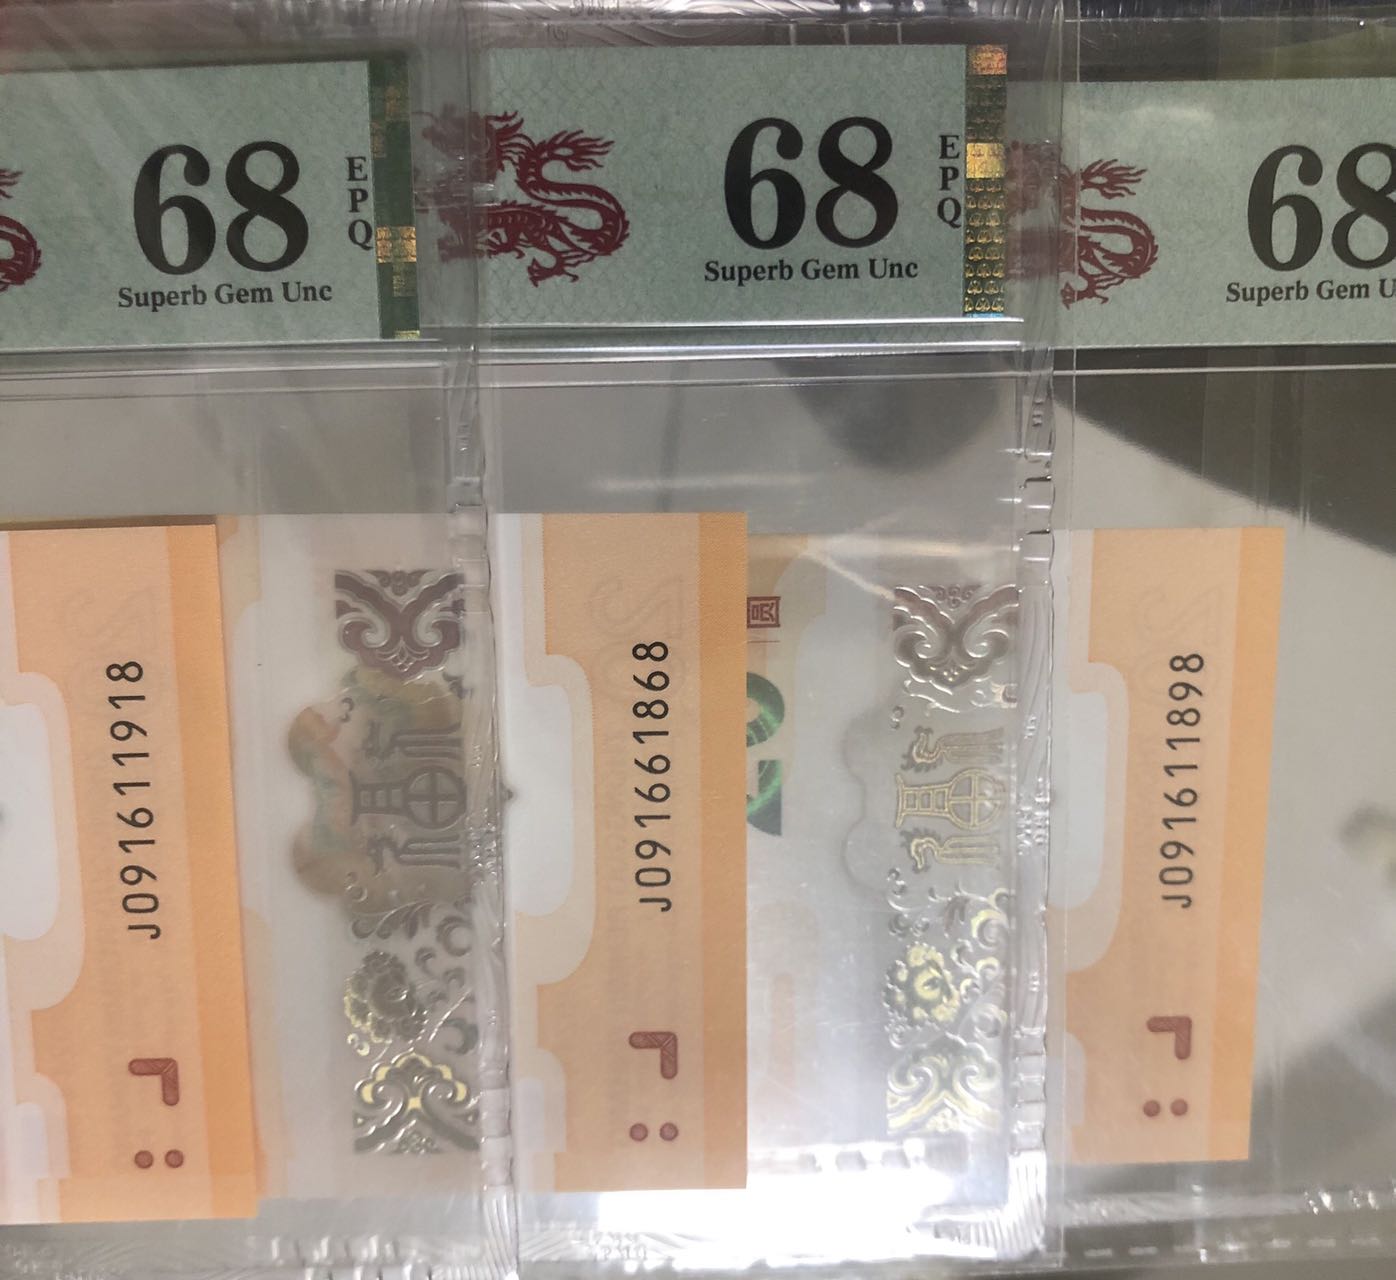 68
EPQ
Superb Gem Unc
68
EPQ
Superb Gem Unc
68
Superb Gem U
J091611918
J091661868
J091611898